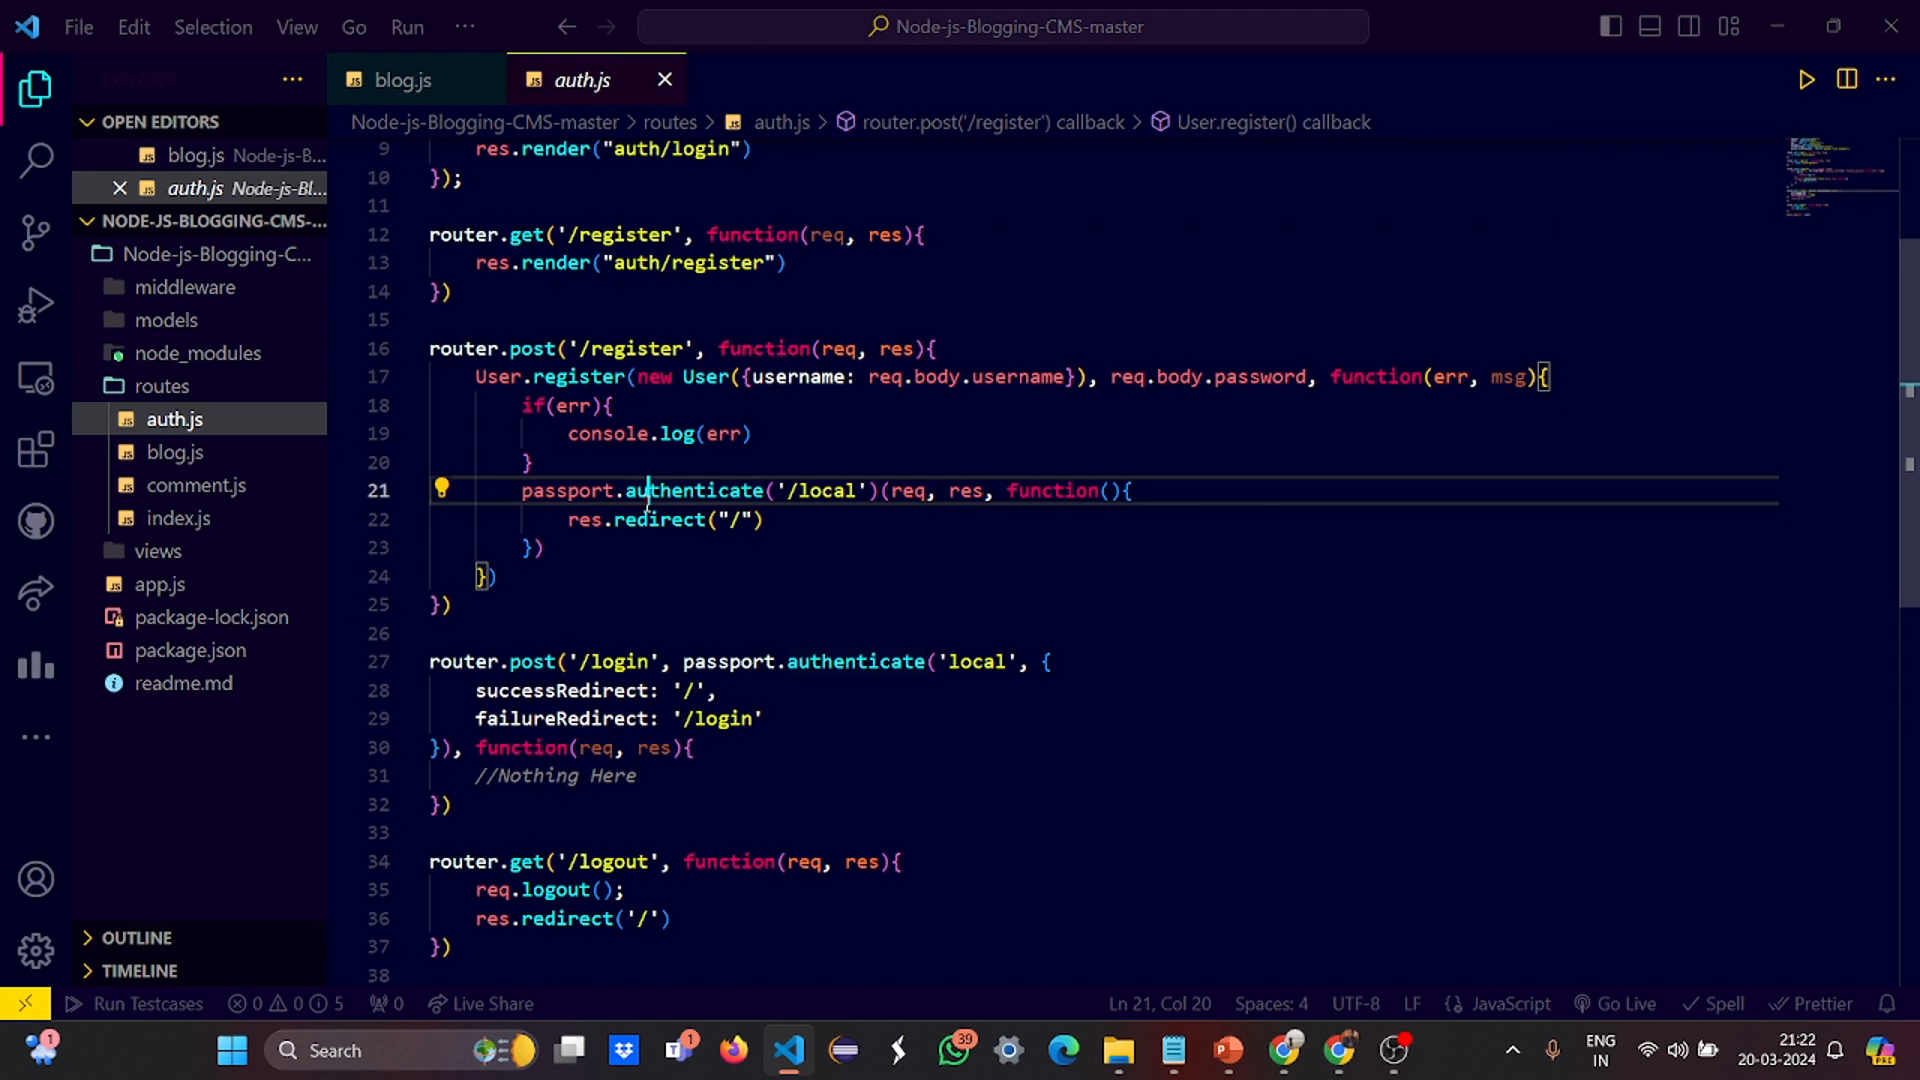 File Edit Selection View Go Run ··· Node-js-Blogging-CMS-master
EXPLORER
OPEN EDITORS
blog.js Node-js-B...
auth.js Node-js-Bl...
NODE-JS-BLOGGING-CMS-...
Node-js-Blogging-C...
middleware
models
node_modules
routes
auth.js
blog.js
comment.js
index.js
views
app.js
package-lock.json
package.json
readme.md
OUTLINE
TIMELINE
blog.js auth.js
Node-js-Blogging-CMS-master > routes > auth.js > router.post('/register') callback > User.register() callback
9 res.render("auth/login")
10 });
11
12 router.get('/register', function(req, res){
13 res.render("auth/register")
14 })
15
16 router.post('/register', function(req, res){
17 User.register(new User({username: req.body.username}), req.body.password, function(err, msg){
18 if(err){
19 console.log(err)
20 }
21 passport.authenticate('/local')(req, res, function(){
22 res.redirect("/")
23 })
24 })
25 })
26
27 router.post('/login', passport.authenticate('local', {
28 successRedirect: '/',
29 failureRedirect: '/login'
30 }), function(req, res){
31 //Nothing Here
32 })
33
34 router.get('/logout', function(req, res){
35 req.logout();
36 res.redirect('/')
37 })
38
Run Testcases 0 0 5 0 Live Share Ln 21, Col 20 Spaces: 4 UTF-8 LF JavaScript Go Live Spell Prettier
1 Search 1 39 ENG IN 21:22 20-03-2024 PRE